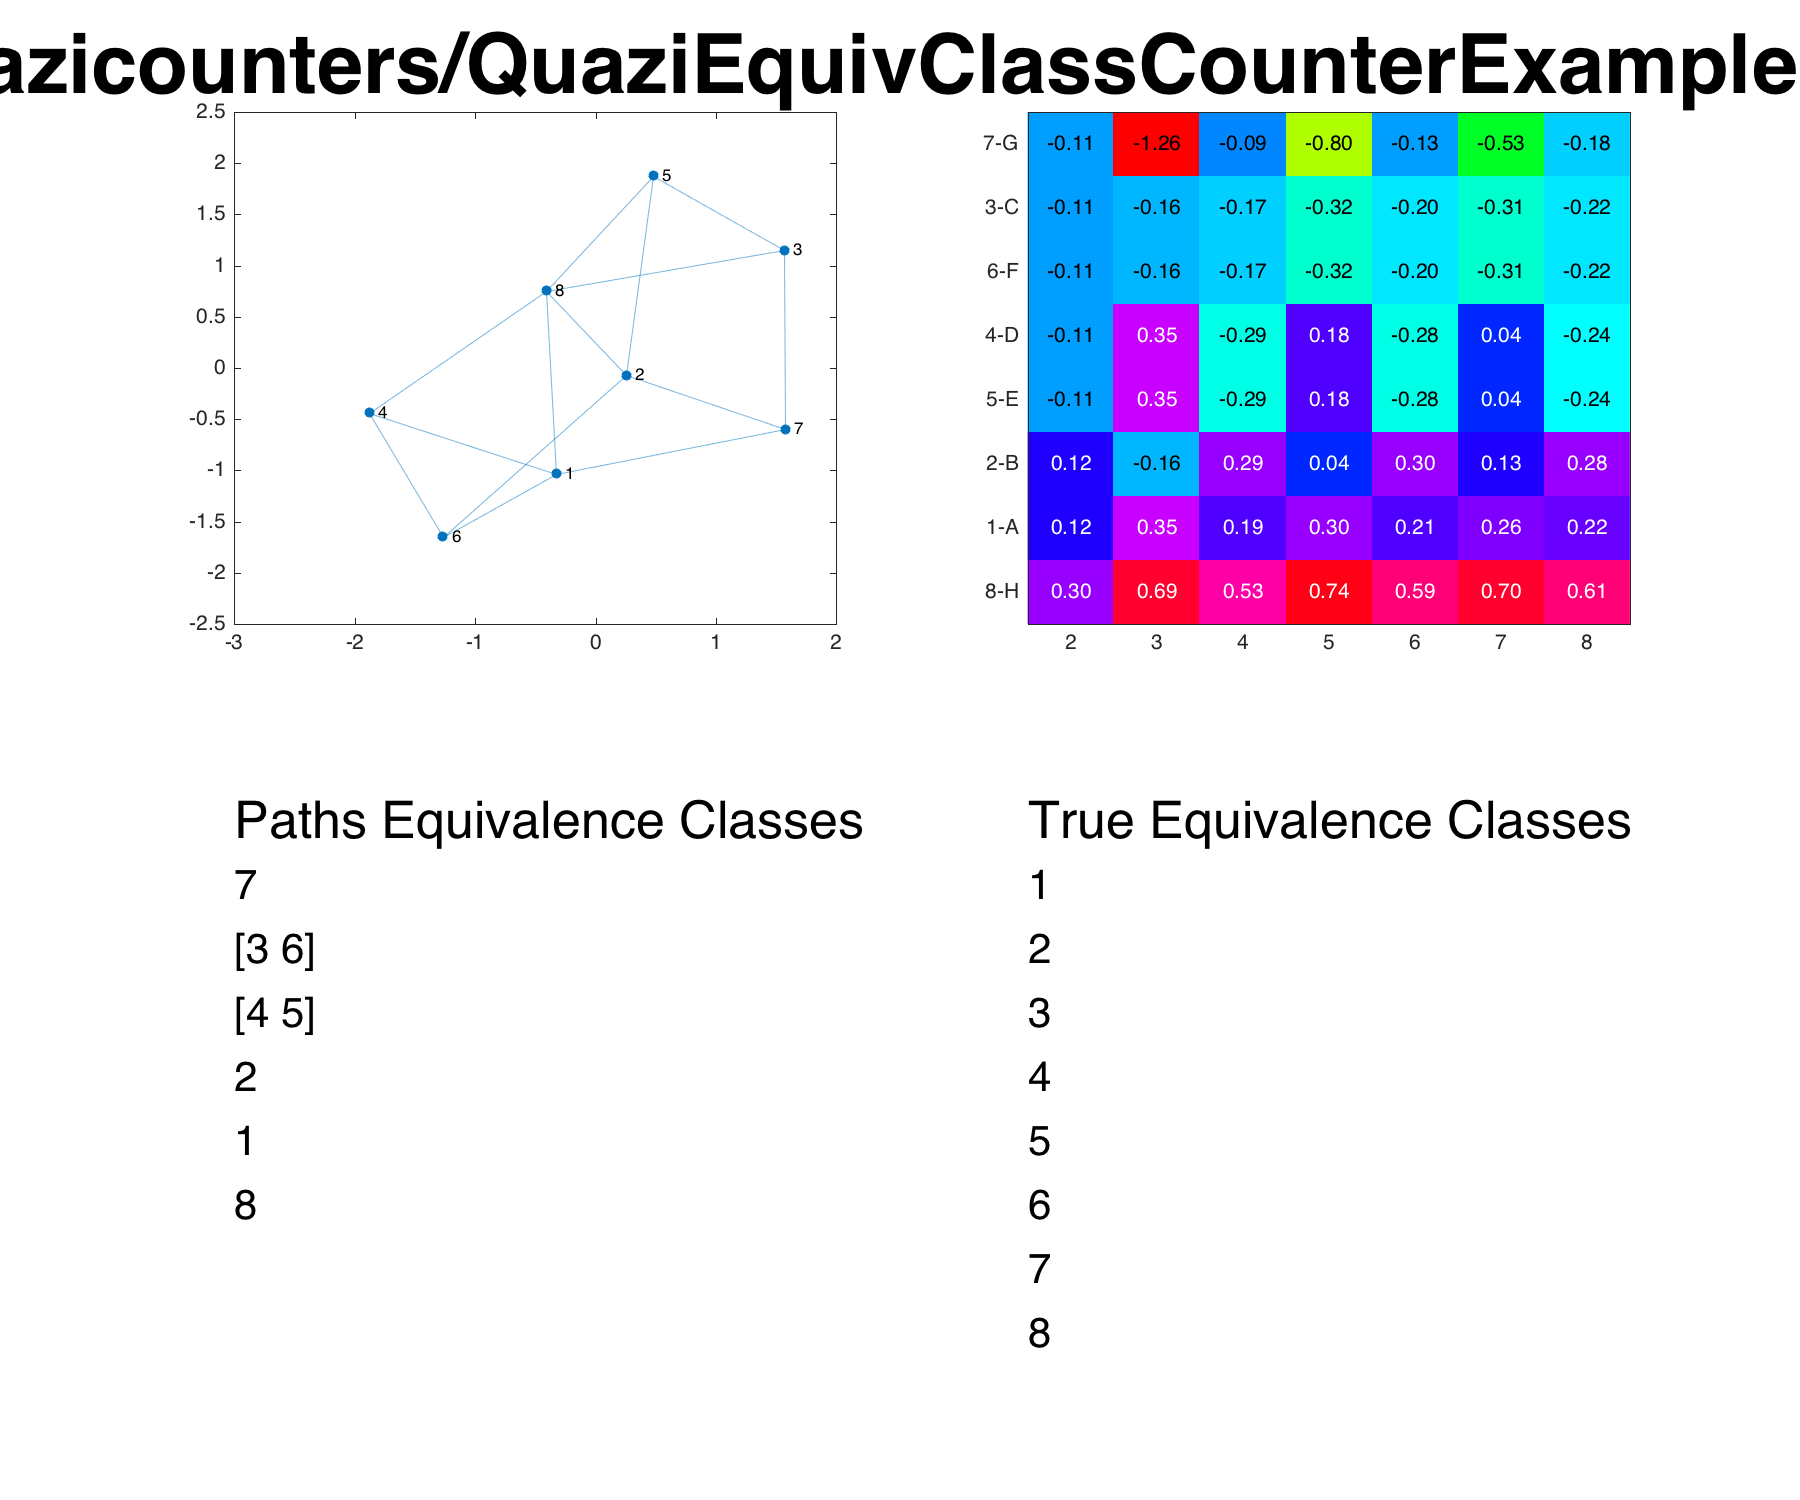 azicounters/QuaziEquivClassCounterExample
2.5
2
1.5
1
0.5
0
-0.5
-1
-1.5
-2
-2.5
-3 -2 -1 0 1 2
5
3
8
2
4
7
1
6
7-G -0.11 -1.26 -0.09 -0.80 -0.13 -0.53 -0.18
3-C -0.11 -0.16 -0.17 -0.32 -0.20 -0.31 -0.22
6-F -0.11 -0.16 -0.17 -0.32 -0.20 -0.31 -0.22
4-D -0.11 0.35 -0.29 0.18 -0.28 0.04 -0.24
5-E -0.11 0.35 -0.29 0.18 -0.28 0.04 -0.24
2-B 0.12 -0.16 0.29 0.04 0.30 0.13 0.28
1-A 0.12 0.35 0.19 0.30 0.21 0.26 0.22
8-H 0.30 0.69 0.53 0.74 0.59 0.70 0.61
2 3 4 5 6 7 8
Paths Equivalence Classes
7
[3 6]
[4 5]
2
1
8
True Equivalence Classes
1
2
3
4
5
6
7
8